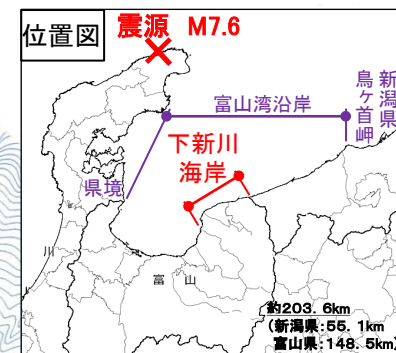 位置図
震源 M7.6
富山湾沿岸
新潟県
鳥ヶ首岬
下新川
海岸
県境
川
富 山
約203.6km
(新潟県:55.1km
富山県:148.5km)